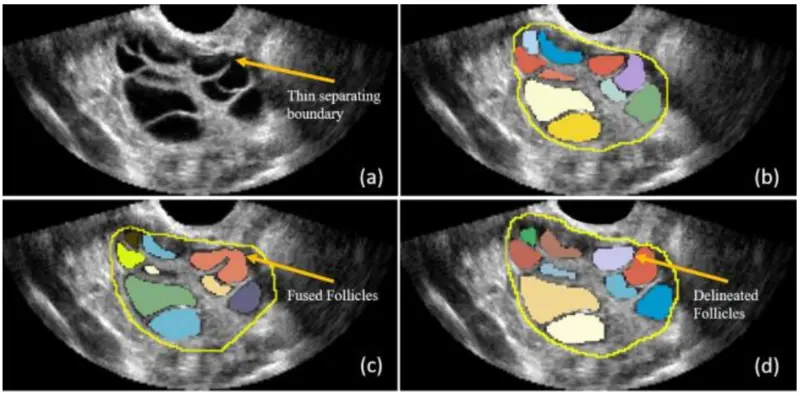 Thin separating
boundary
(a)
(b)
Fused Follicles
(c)
Delineated
Follicles
(d)